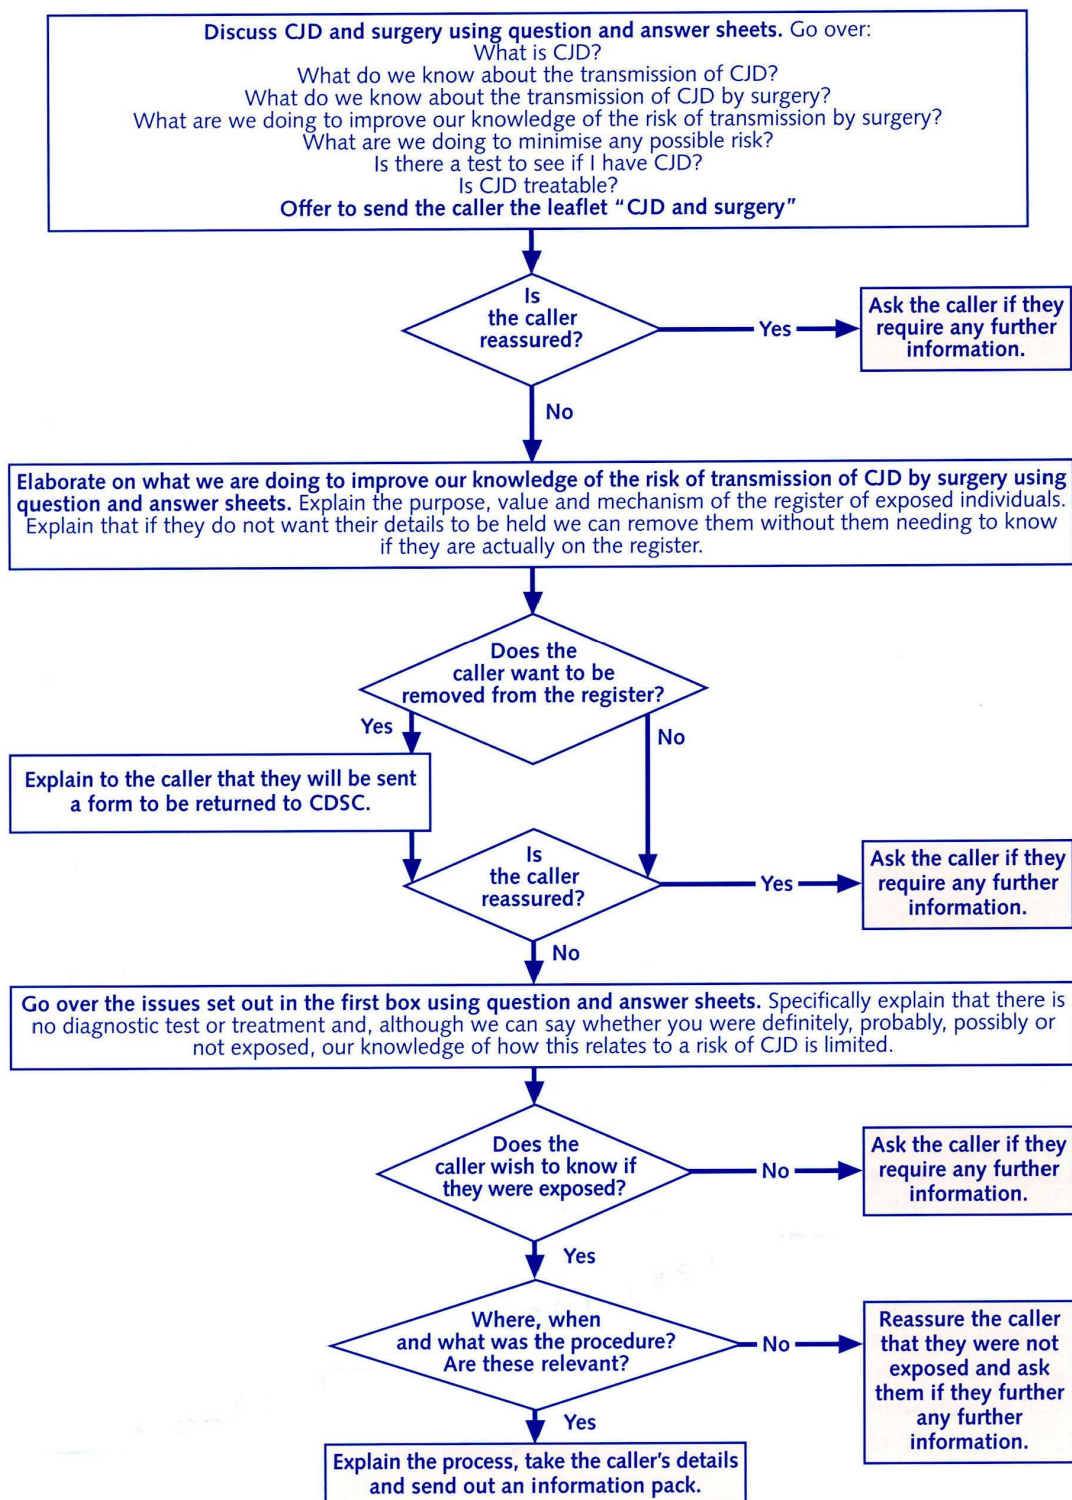 Discuss CJD and surgery using question and answer sheets. Go over:
What is CJD?
What do we know about the transmission of CJD?
What do we know about the transmission of CJD by surgery?
What are we doing to improve our knowledge of the risk of transmission by surgery?
What are we doing to minimise any possible risk?
Is there a test to see if I have CJD?
Is CJD treatable?
Offer to send the caller the leaflet “CJD and surgery”
Is
the caller
reassured?
Yes
Ask the caller if they
require any further
information.
No
Elaborate on what we are doing to improve our knowledge of the risk of transmission of CJD by surgery using
question and answer sheets. Explain the purpose, value and mechanism of the register of exposed individuals.
Explain that if they do not want their details to be held we can remove them without them needing to know
if they are actually on the register.
Does the
caller want to be
removed from the register?
Yes
No
Explain to the caller that they will be sent
a form to be returned to CDSC.
Is
the caller
reassured?
Yes
Ask the caller if they
require any further
information.
No
Go over the issues set out in the first box using question and answer sheets. Specifically explain that there is
no diagnostic test or treatment and, although we can say whether you were definitely, probably, possibly or
not exposed, our knowledge of how this relates to a risk of CJD is limited.
Does the
caller wish to know if
they were exposed?
No
Ask the caller if they
require any further
information.
Yes
Where, when
and what was the procedure?
Are these relevant?
No
Reassure the caller
that they were not
exposed and ask
them if they further
any further
information.
Yes
Explain the process, take the caller’s details
and send out an information pack.